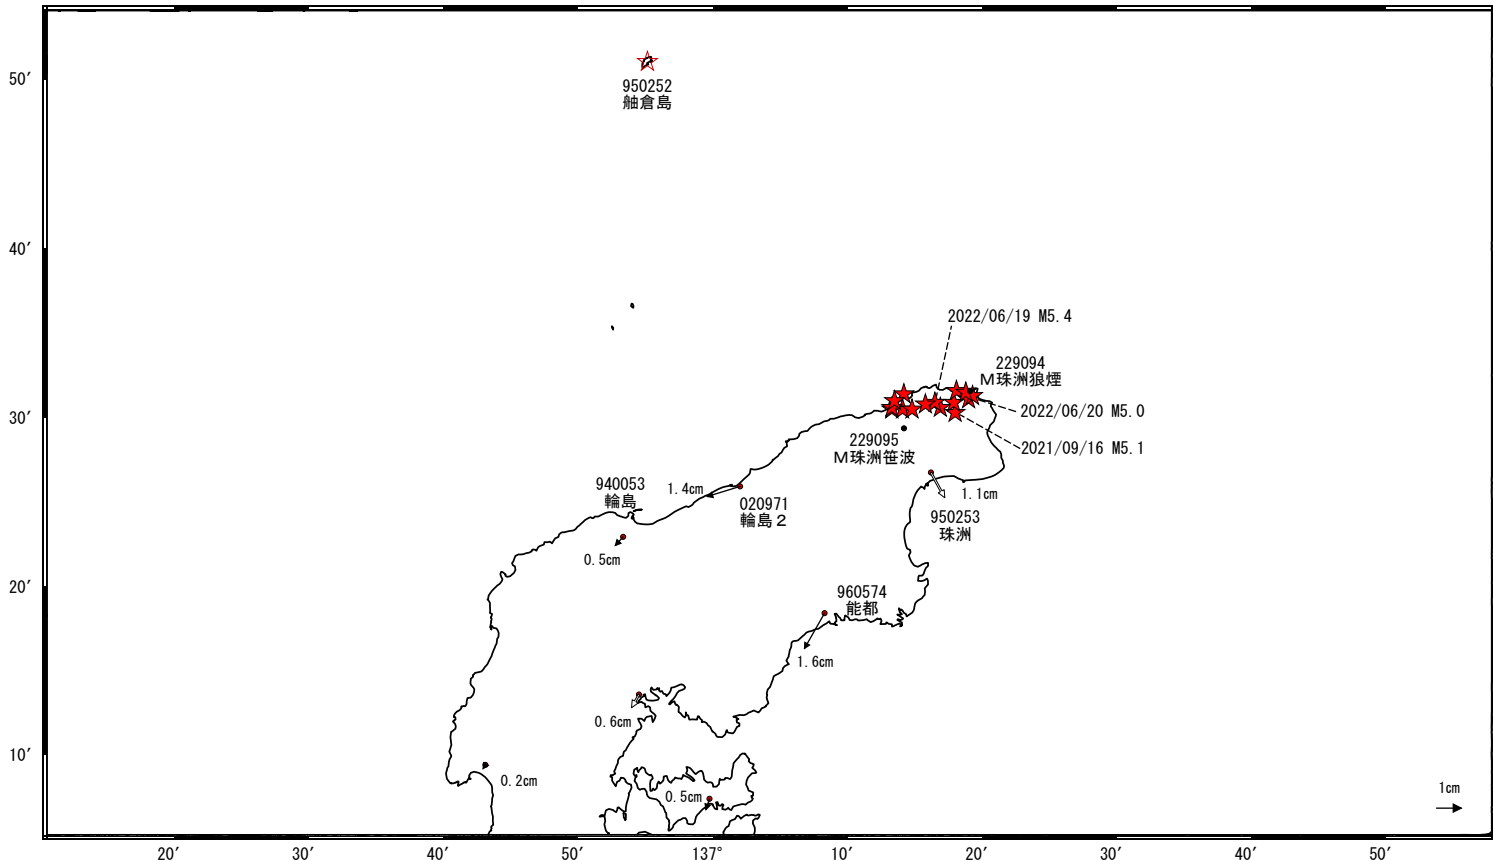 50′
950252
舳倉島
40′
2022/06/19 M5.4
229094
Ｍ珠洲狼煙
30′
2022/06/20 M5.0
229095
Ｍ珠洲笹波
2021/09/16 M5.1
940053
輪島
1.4cm
020971
輪島２
1.1cm
950253
珠洲
0.5cm
20′
960574
能都
1.6cm
0.6cm
10′
0.2cm
0.5cm
1cm
20′
30′
40′
50′
137°
10′
20′
30′
40′
50′